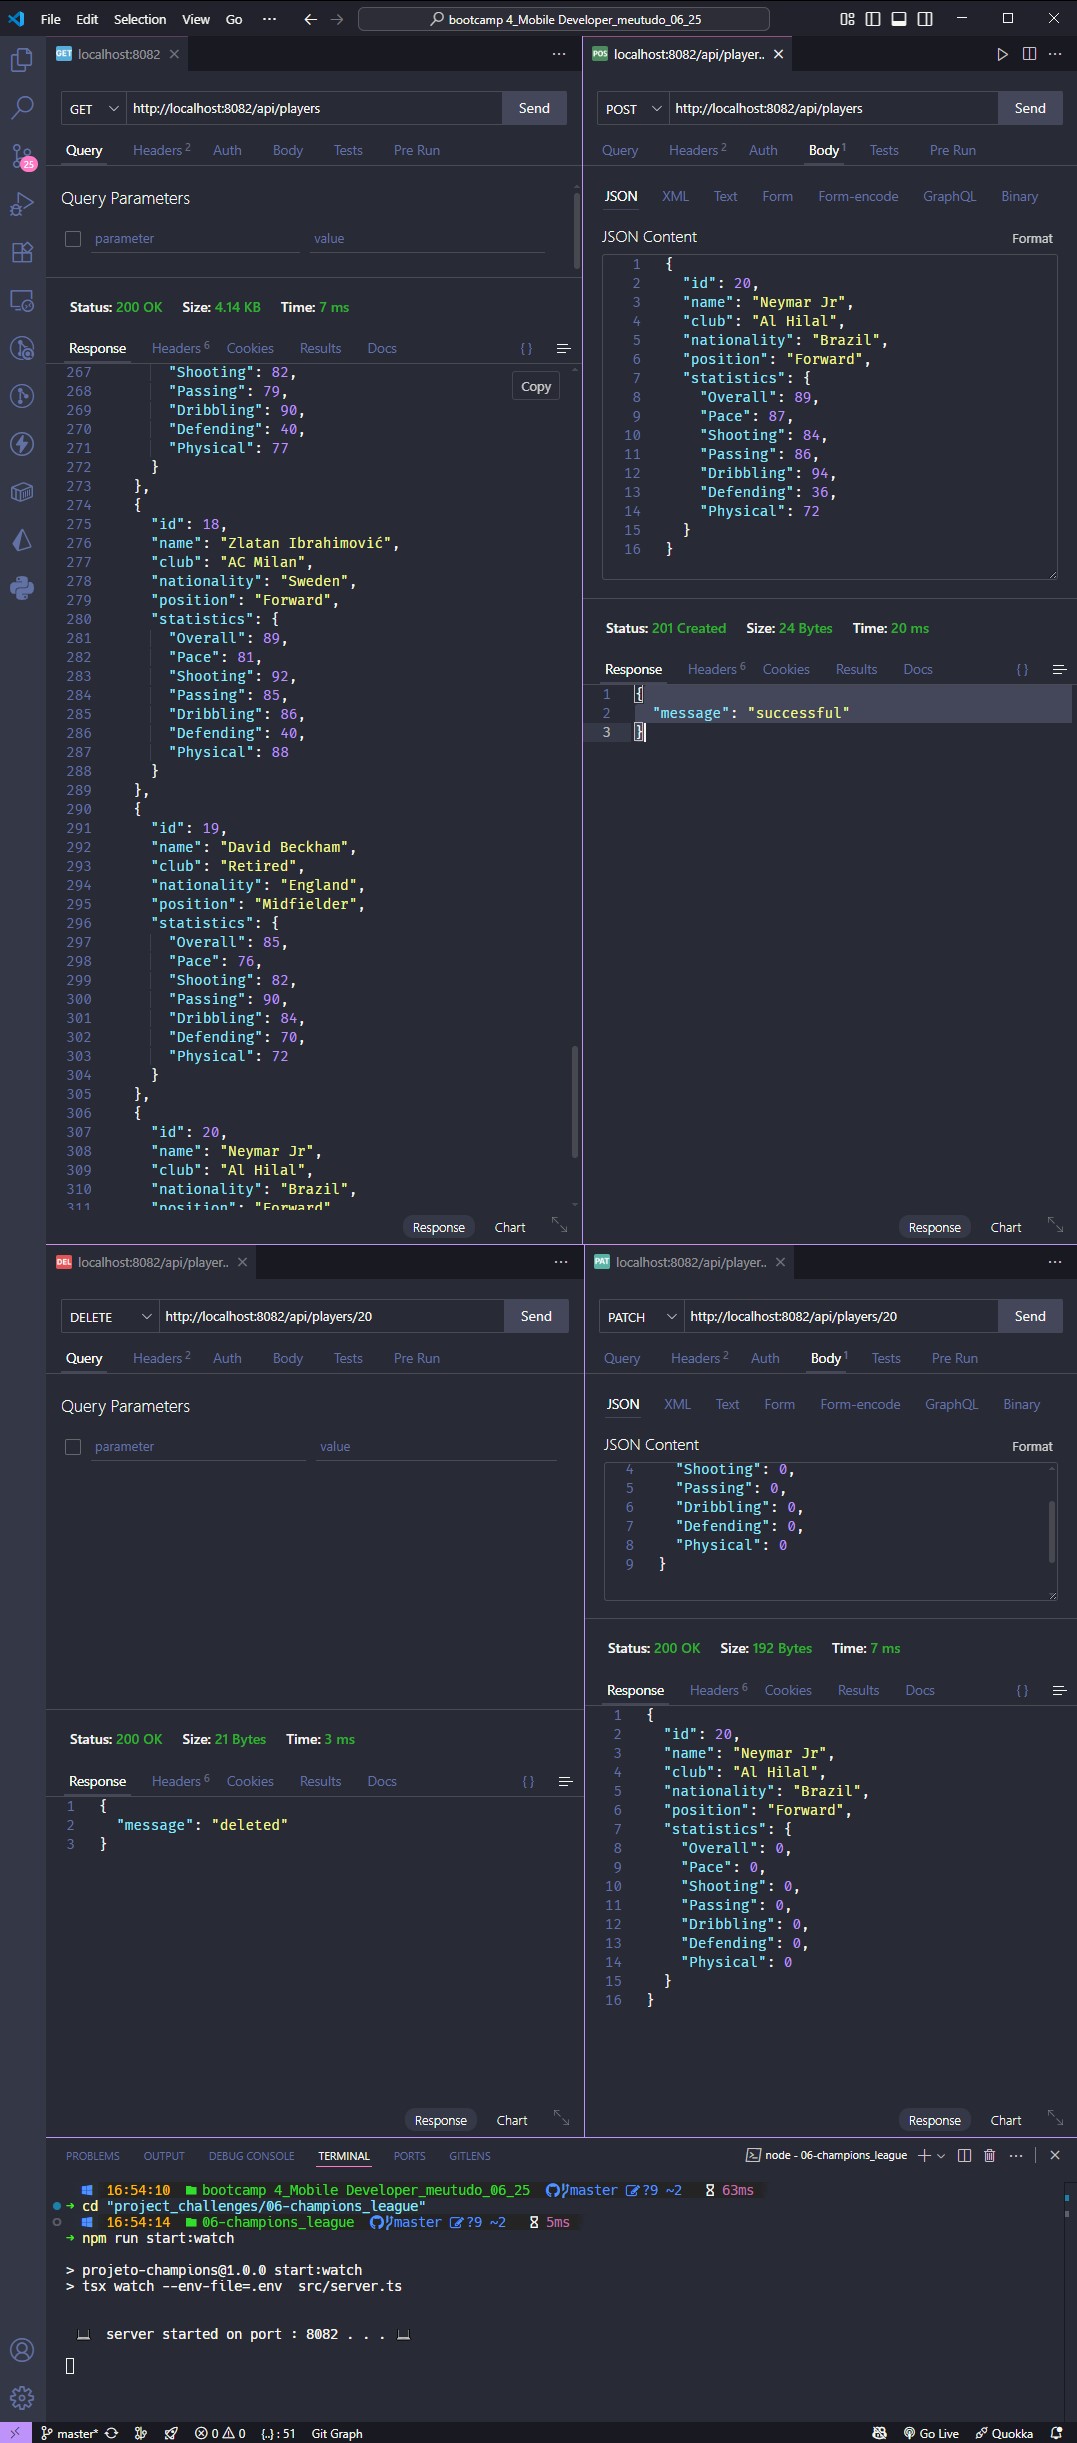 File Edit Selection View Go ··· bootcamp 4_Mobile Developer_meutudo_06_25
GET localhost:8082
GET http://localhost:8082/api/players Send
Query Headers 2 Auth Body Tests Pre Run
Query Parameters
parameter value
Status: 200 OK Size: 4.14 KB Time: 7 ms
Response Headers 6 Cookies Results Docs { }
Copy
267 "Shooting": 82,
268 "Passing": 79,
269 "Dribbling": 90,
270 "Defending": 40,
271 "Physical": 77
272 }
273 },
274 {
275 "id": 18,
276 "name": "Zlatan Ibrahimović",
277 "club": "AC Milan",
278 "nationality": "Sweden",
279 "position": "Forward",
280 "statistics": {
281 "Overall": 89,
282 "Pace": 81,
283 "Shooting": 92,
284 "Passing": 85,
285 "Dribbling": 86,
286 "Defending": 40,
287 "Physical": 88
288 }
289 },
290 {
291 "id": 19,
292 "name": "David Beckham",
293 "club": "Retired",
294 "nationality": "England",
295 "position": "Midfielder",
296 "statistics": {
297 "Overall": 85,
298 "Pace": 76,
299 "Shooting": 82,
300 "Passing": 90,
301 "Dribbling": 84,
302 "Defending": 70,
303 "Physical": 72
304 }
305 },
306 {
307 "id": 20,
308 "name": "Neymar Jr",
309 "club": "Al Hilal",
310 "nationality": "Brazil",
311 "position": "Forward"
Response Chart
POS localhost:8082/api/player..
POST http://localhost:8082/api/players Send
Query Headers 2 Auth Body 1 Tests Pre Run
JSON XML Text Form Form-encode GraphQL Binary
JSON Content Format
1 {
2 "id": 20,
3 "name": "Neymar Jr",
4 "club": "Al Hilal",
5 "nationality": "Brazil",
6 "position": "Forward",
7 "statistics": {
8 "Overall": 89,
9 "Pace": 87,
10 "Shooting": 84,
11 "Passing": 86,
12 "Dribbling": 94,
13 "Defending": 36,
14 "Physical": 72
15 }
16 }
Status: 201 Created Size: 24 Bytes Time: 20 ms
Response Headers 6 Cookies Results Docs { }
1 {
2 "message": "successful"
3 }
Response Chart
DEL localhost:8082/api/player..
DELETE http://localhost:8082/api/players/20 Send
Query Headers 2 Auth Body Tests Pre Run
Query Parameters
parameter value
Status: 200 OK Size: 21 Bytes Time: 3 ms
Response Headers 6 Cookies Results Docs { }
1 {
2 "message": "deleted"
3 }
Response Chart
PAT localhost:8082/api/player..
PATCH http://localhost:8082/api/players/20 Send
Query Headers 2 Auth Body 1 Tests Pre Run
JSON XML Text Form Form-encode GraphQL Binary
JSON Content Format
4 "Shooting": 0,
5 "Passing": 0,
6 "Dribbling": 0,
7 "Defending": 0,
8 "Physical": 0
9 }
Status: 200 OK Size: 192 Bytes Time: 7 ms
Response Headers 6 Cookies Results Docs { }
1 {
2 "id": 20,
3 "name": "Neymar Jr",
4 "club": "Al Hilal",
5 "nationality": "Brazil",
6 "position": "Forward",
7 "statistics": {
8 "Overall": 0,
9 "Pace": 0,
10 "Shooting": 0,
11 "Passing": 0,
12 "Dribbling": 0,
13 "Defending": 0,
14 "Physical": 0
15 }
16 }
Response Chart
25
PROBLEMS OUTPUT DEBUG CONSOLE TERMINAL PORTS GITLENS node - 06-champions_league
16:54:10 bootcamp 4_Mobile Developer_meutudo_06_25 master ?9 ~2 63ms
➜ cd "project_challenges/06-champions_league"
16:54:14 06-champions_league master ?9 ~2 5ms
➜ npm run start:watch
> projeto-champions@1.0.0 start:watch
> tsx watch --env-file=.env src/server.ts
server started on port : 8082 . . .
master* 0 0 {..} : 51 Git Graph Go Live Quokka